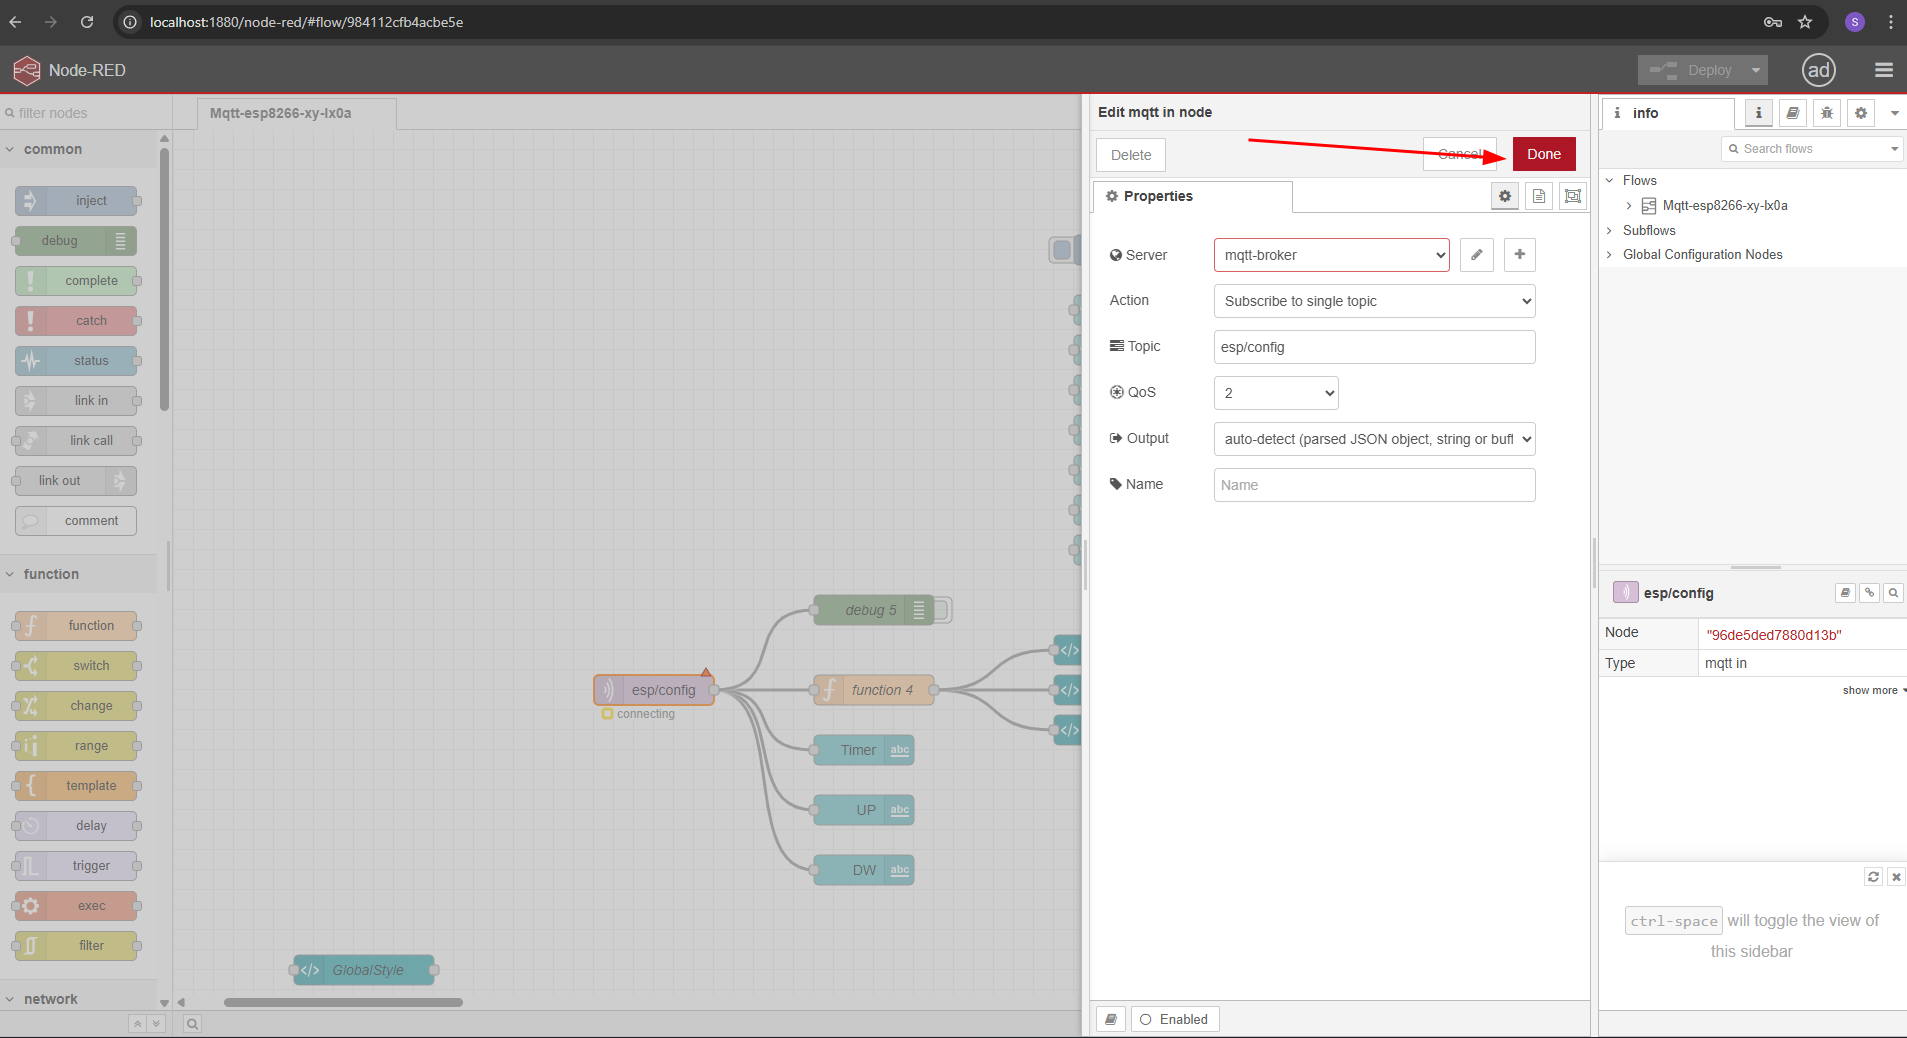 localhost:1880/node-red/#flow/984112cfb4acbe5e
S
Node-RED
Deploy
ad
filter nodes
Mqtt-esp8266-xy-lx0a
common
inject
debug
complete
catch
status
link in
link call
link out
comment
function
function
switch
change
range
template
delay
trigger
exec
filter
network
debug 5
esp/config
connecting
function 4
Timer
abc
UP
abc
DW
abc
GlobalStyle
Edit mqtt in node
Delete
Cancel
Done
Properties
Server
mqtt-broker
Action
Subscribe to single topic
Topic
esp/config
QoS
2
Output
auto-detect (parsed JSON object, string or buff
Name
Name
Enabled
info
Search flows
Flows
Mqtt-esp8266-xy-lx0a
Subflows
Global Configuration Nodes
esp/config
Node
"96de5ded7880d13b"
Type
mqtt in
show more
ctrl-space will toggle the view of
this sidebar